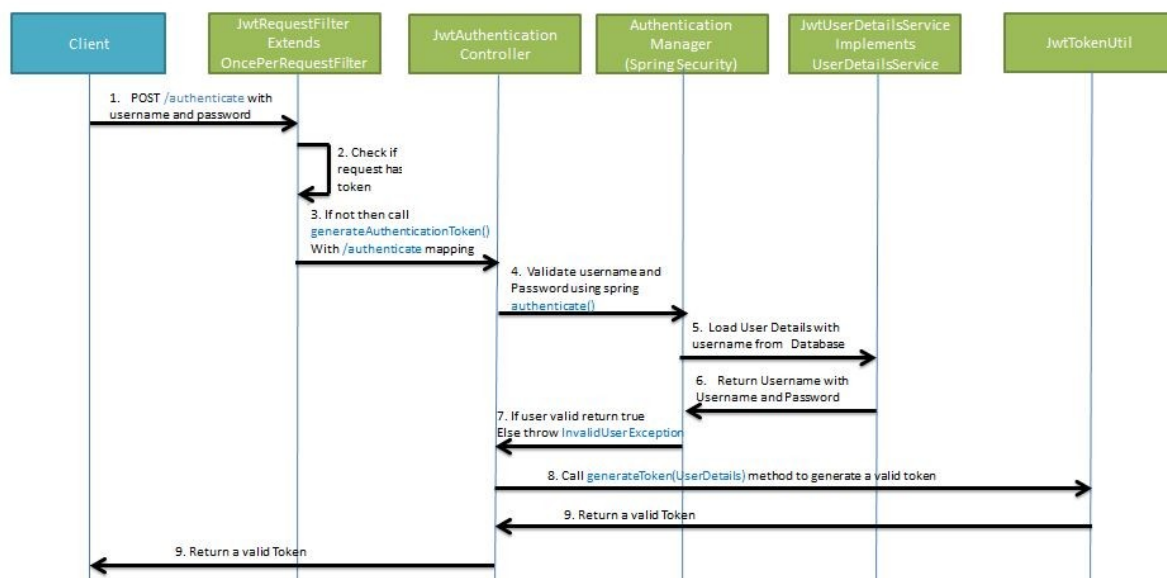 Client
JwtRequestFilter
Extends
OncePerRequestFilter
JwtAuthentication
Controller
Authentication
Manager
(Spring Security)
JwtUserDetailsService
Implements
UserDetailsService
JwtTokenUtil
1. POST /authenticate with
username and password
2. Check if
request has
token
3. If not then call
generateAuthenticationToken()
With /authenticate mapping
4. Validate username and
Password using spring
authenticate()
5. Load User Details with
username from Database
6. Return Username with
Username and Password
7. If user valid return true
Else throw InvalidUserException
8. Call generateToken(UserDetails) method to generate a valid token
9. Return a valid Token
9. Return a valid Token